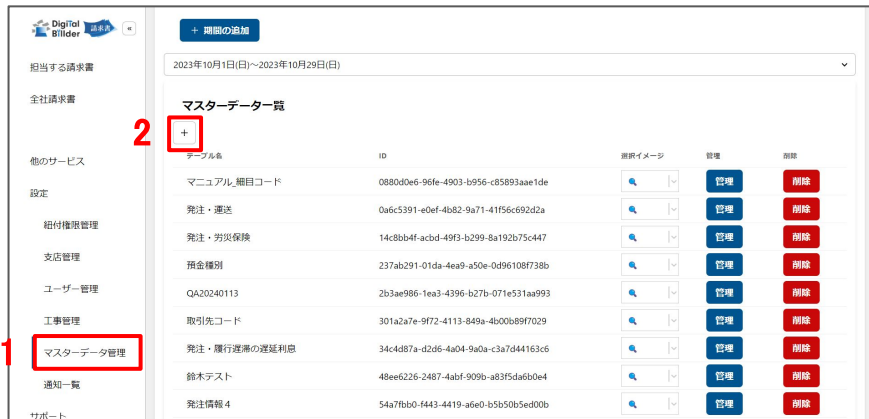 Digital Billder 請求書 «
+ 期間の追加
担当する請求書
2023年10月1日(日)～2023年10月29日(日)
全社請求書
マスターデータ一覧
2
+
他のサービス
テーブル名 ID 選択イメージ 管理 削除
マニュアル_細目コード 0880d0e6-96fe-4903-b956-c85893aae1de 管理 削除
設定
発注・運送 0a6c5391-e0ef-4b82-9a71-41f56c692d2a 管理 削除
紐付権限管理
発注・労災保険 14c8bb4f-acbd-49f3-b299-8a192b75c447 管理 削除
支店管理
預金種別 237ab291-01da-4ea9-a50e-0d96108f738b 管理 削除
ユーザー管理
QA20240113 2b3ae986-1ea3-4396-b27b-071e531aa993 管理 削除
工事管理
取引先コード 301a2a7e-9f72-4113-849a-4b00b89f7029 管理 削除
1
マスターデータ管理
発注・履行遅滞の遅延利息 34c4d87a-d2d6-4a04-9a0a-c3a7d44163c6 管理 削除
通知一覧
鈴木テスト 48ee6226-2487-4abf-909b-a83f5da6b0e4 管理 削除
サポート
発注情報4 54a7fbb0-f443-4419-a6e0-b5b50b5ed00b 管理 削除